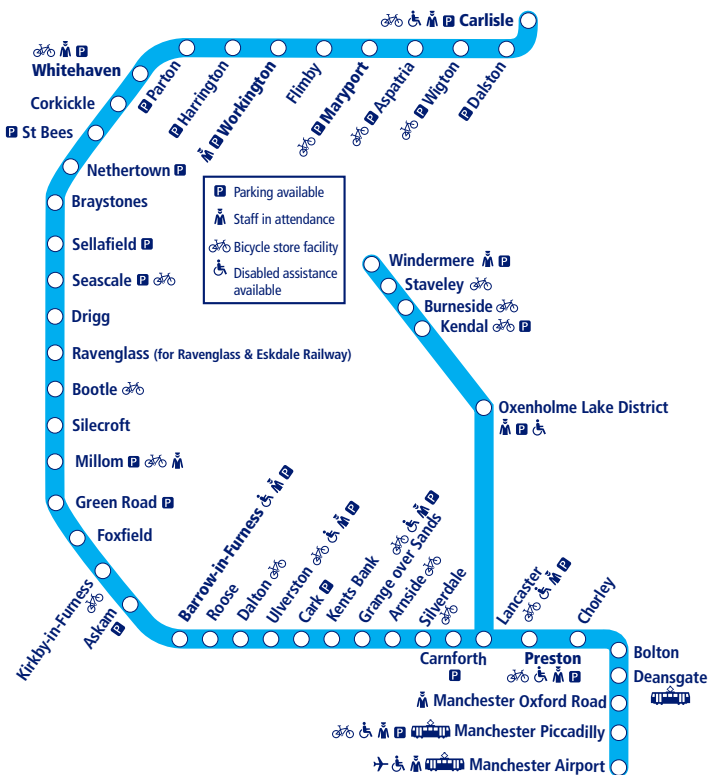 Carlisle
Whitehaven
Parton
Harrington
Workington
Flimby
Maryport
Aspatria
Wigton
Dalston
Corkickle
P St Bees
Nethertown P
Braystones
Sellafield P
Seascale P
Drigg
Ravenglass (for Ravenglass & Eskdale Railway)
Bootle
Silecroft
Millom P
Green Road P
Foxfield
Kirkby-in-Furness
Askam
P Parking available
Staff in attendance
Bicycle store facility
Disabled assistance
available
Windermere P
Staveley
Burneside
Kendal P
Oxenholme Lake District
P
Barrow-in-Furness P
Roose
Dalton
Ulverston P
Cark P
Kents Bank
Grange over Sands
P
Arnside
Silverdale
Carnforth
P
Lancaster
P
Preston
P
Chorley
Bolton
Deansgate
Manchester Oxford Road
P Manchester Piccadilly
Manchester Airport